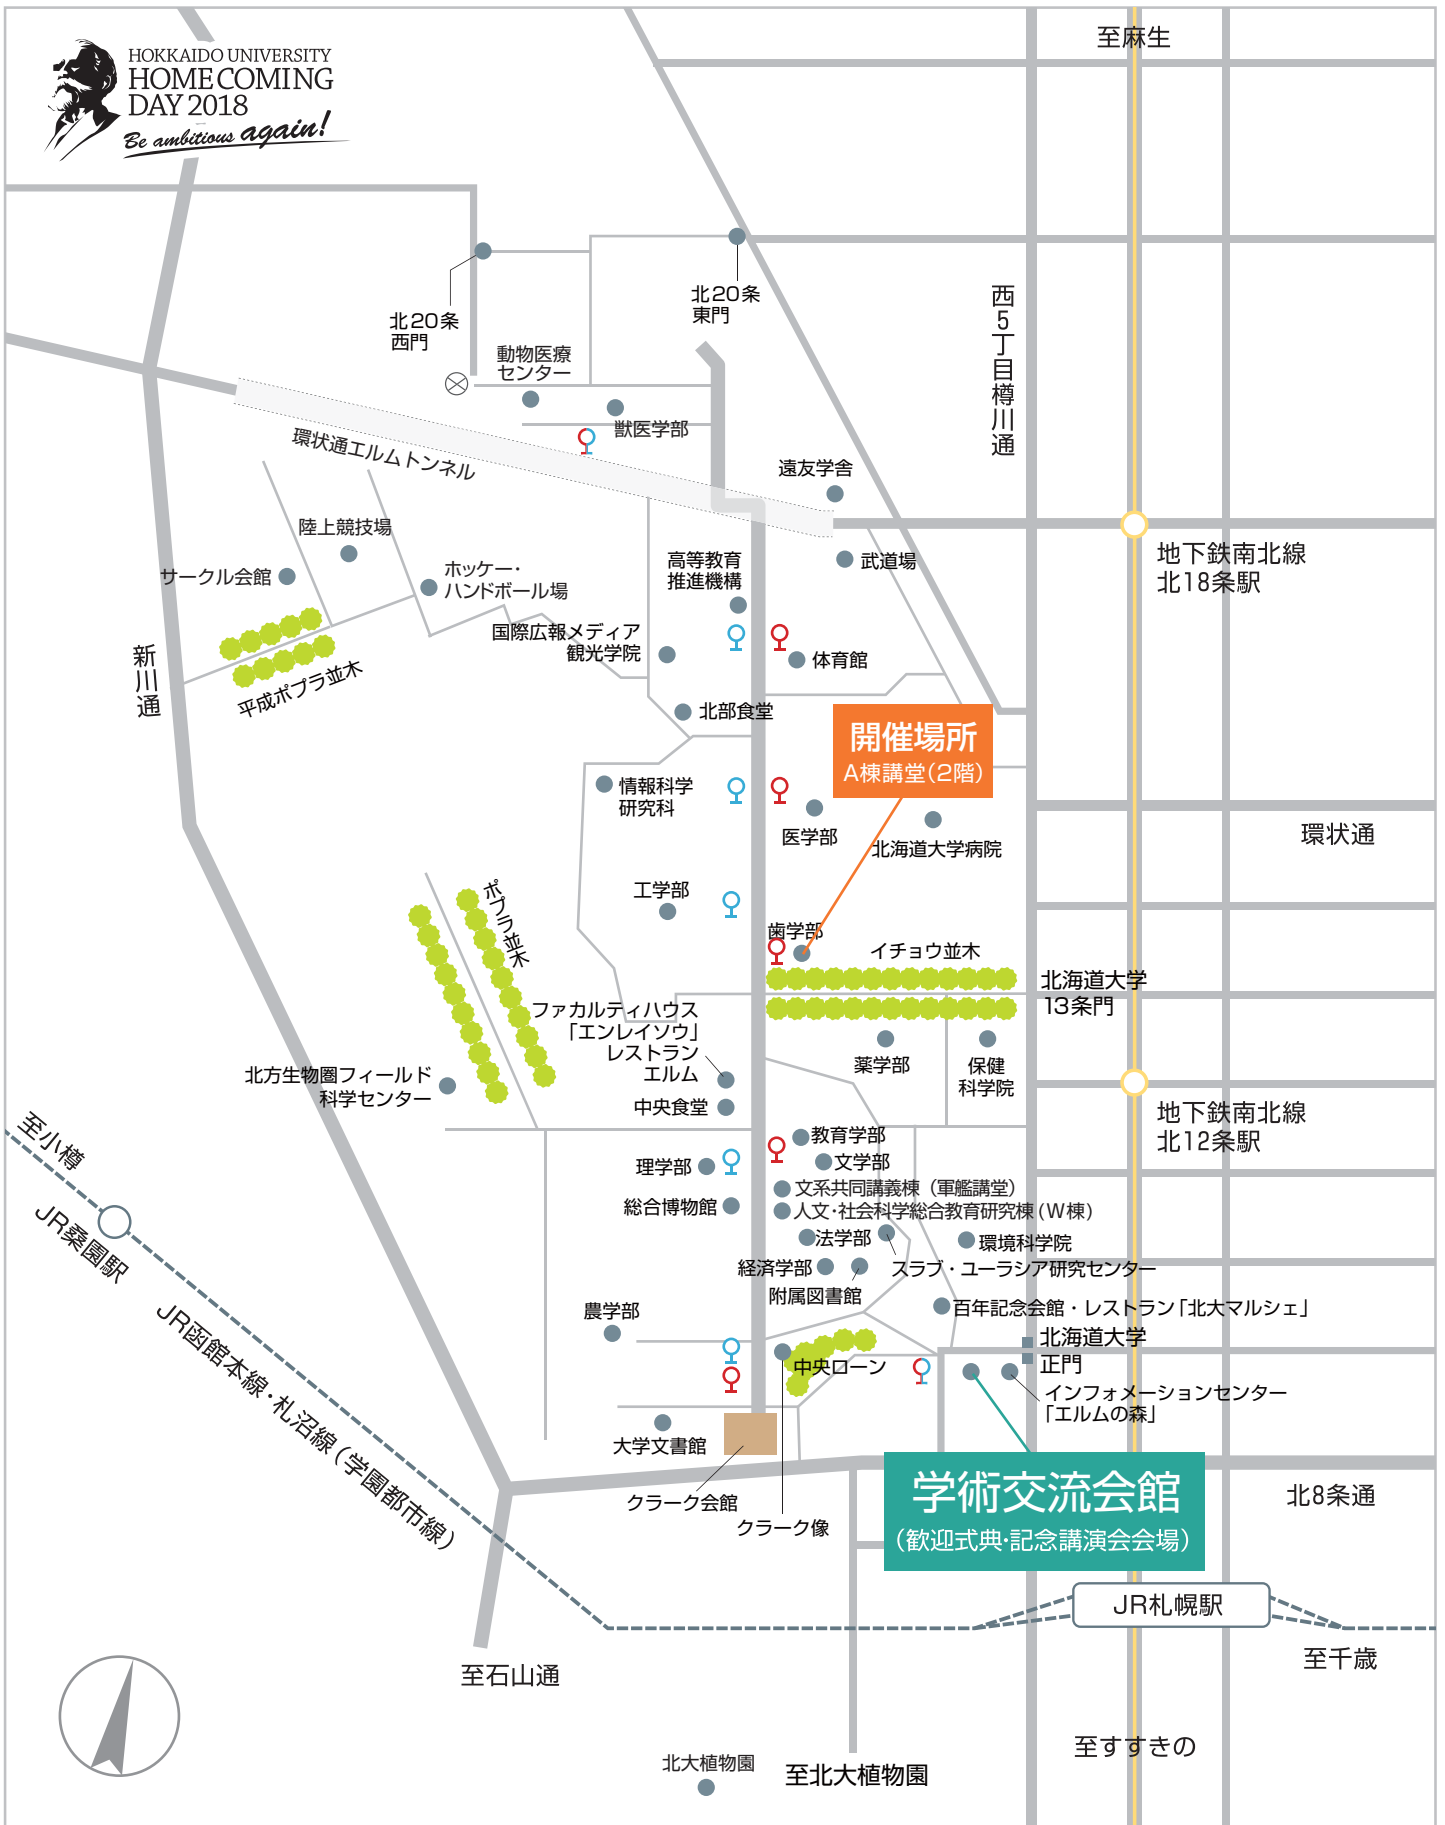 HOKKAIDO UNIVERSITY
HOME COMING
DAY 2018
Be ambitious again!
至麻生
北20条
東門
北20条
西門
西5丁目樽川通
動物医療
センター
獣医学部
環状通エルムトンネル
遠友学舎
陸上競技場
サークル会館
ホッケー・
ハンドボール場
高等教育
推進機構
武道場
地下鉄南北線
北18条駅
国際広報メディア
観光学院
体育館
新川通
平成ポプラ並木
北部食堂
開催場所
A棟講堂(2階)
情報科学
研究科
医学部
北海道大学病院
環状通
工学部
ポプラ並木
歯学部
イチョウ並木
北海道大学
13条門
ファカルティハウス
「エンレイソウ」
レストラン
エルム
薬学部
保健
科学院
北方生物圏フィールド
科学センター
中央食堂
地下鉄南北線
北12条駅
至小樽
教育学部
文学部
理学部
文系共同講義棟(軍艦講堂)
総合博物館
人文・社会科学総合教育研究棟(W棟)
JR桑園駅
法学部
環境科学院
経済学部
スラブ・ユーラシア研究センター
附属図書館
農学部
百年記念会館・レストラン「北大マルシェ」
JR函館本線・札沼線(学園都市線)
北海道大学
正門
中央ローン
インフォメーションセンター
「エルムの森」
大学文書館
クラーク会館
クラーク像
学術交流会館
(歓迎式典・記念講演会会場)
北8条通
JR札幌駅
至千歳
至石山通
至すすきの
北大植物園
至北大植物園